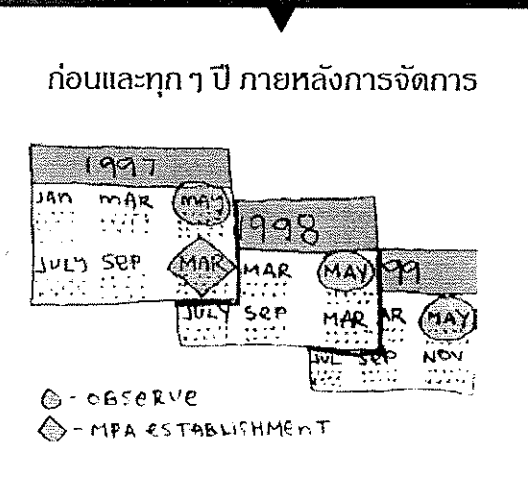 ก่อนและทุก ๆ ปี ภายหลังการจัดการ
1997
JAN MAR MAY
JULY SEP MAR
1998
MAR MAY
JULY SEP MAR
99
AR MAY
JUL SEP NOV
- OBSERVE
- MPA ESTABLISHMENT